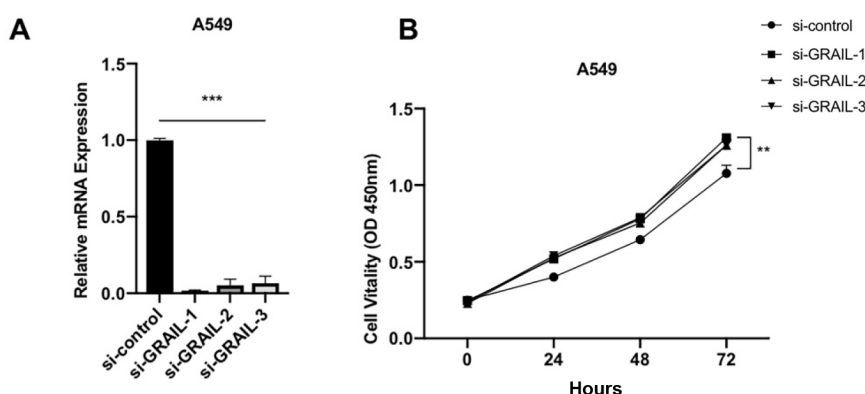 A
A549
Relative mRNA Expression
1.5
1.0
0.5
0.0
***
si-control
si-GRAIL-1
si-GRAIL-2
si-GRAIL-3
B
A549
si-control
si-GRAIL-1
si-GRAIL-2
si-GRAIL-3
Cell Vitality (OD 450nm)
1.5
1.0
0.5
0.0
**
0 24 48 72
Hours